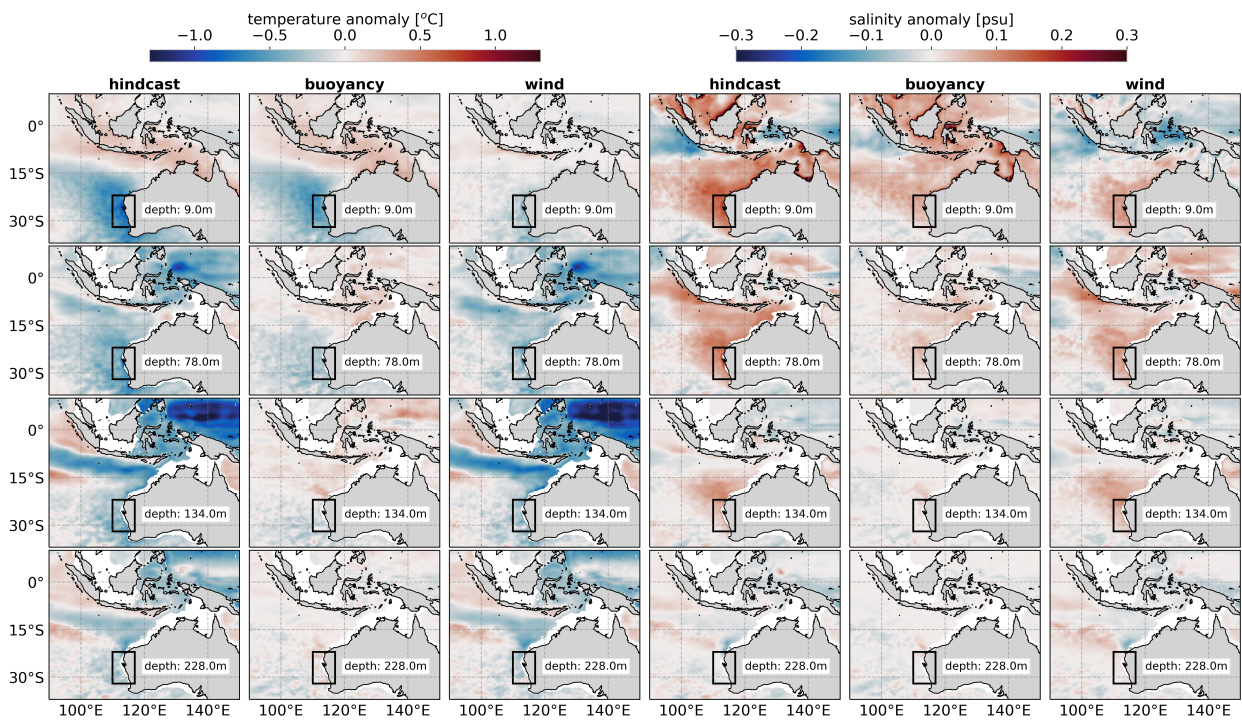 temperature anomaly [°C] salinity anomaly [psu]
−1.0 −0.5 0.0 0.5 1.0 −0.3 −0.2 −0.1 0.0 0.1 0.2 0.3
hindcast buoyancy wind hindcast buoyancy wind
0°
15°S
depth: 9.0m depth: 9.0m depth: 9.0m depth: 9.0m depth: 9.0m depth: 9.0m
30°S
0°
15°S
depth: 78.0m depth: 78.0m depth: 78.0m depth: 78.0m depth: 78.0m depth: 78.0m
30°S
0°
15°S
depth: 134.0m depth: 134.0m depth: 134.0m depth: 134.0m depth: 134.0m depth: 134.0m
30°S
0°
15°S
depth: 228.0m depth: 228.0m depth: 228.0m depth: 228.0m depth: 228.0m depth: 228.0m
30°S
100°E 120°E 140°E 100°E 120°E 140°E 100°E 120°E 140°E 100°E 120°E 140°E 100°E 120°E 140°E 100°E 120°E 140°E